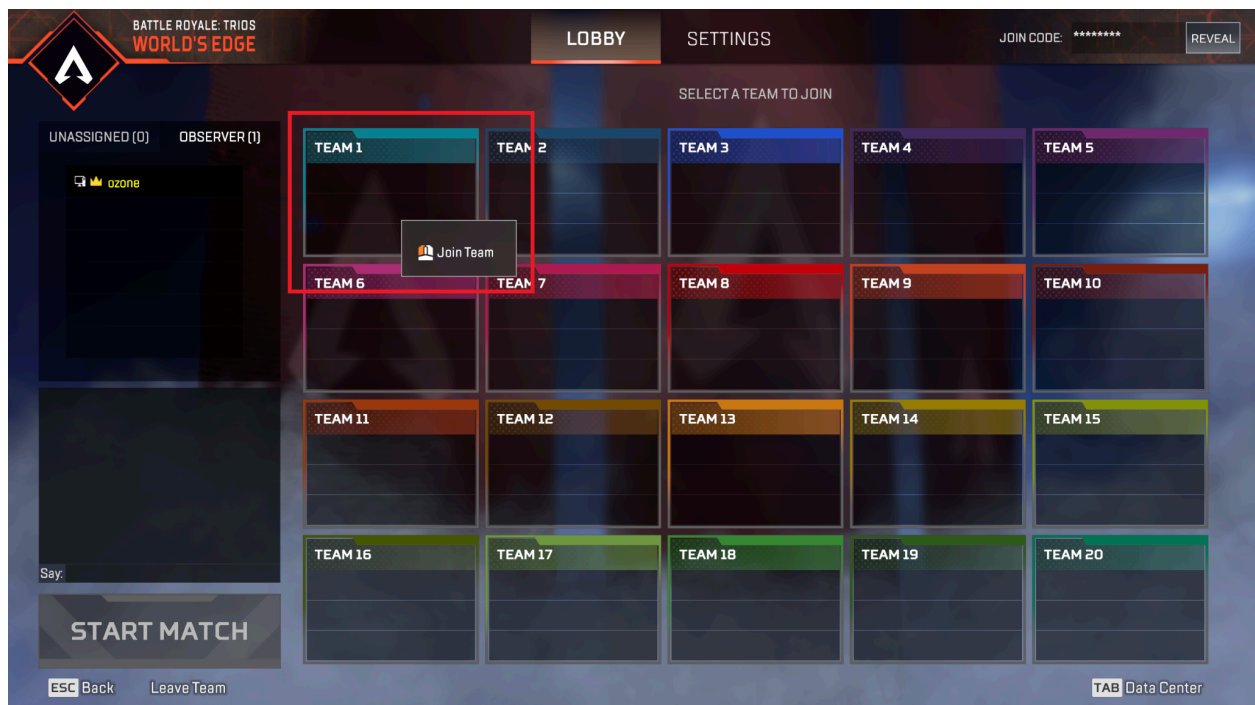 BATTLE ROYALE: TRIOS
WORLD'S EDGE
LOBBY
SETTINGS
JOIN CODE: ********
REVEAL
SELECT A TEAM TO JOIN
UNASSIGNED (0)
OBSERVER (1)
ozone
TEAM 1
TEAM 2
TEAM 3
TEAM 4
TEAM 5
Join Team
TEAM 6
TEAM 7
TEAM 8
TEAM 9
TEAM 10
TEAM 11
TEAM 12
TEAM 13
TEAM 14
TEAM 15
TEAM 16
TEAM 17
TEAM 18
TEAM 19
TEAM 20
Say:
START MATCH
ESC Back
Leave Team
TAB Data Center